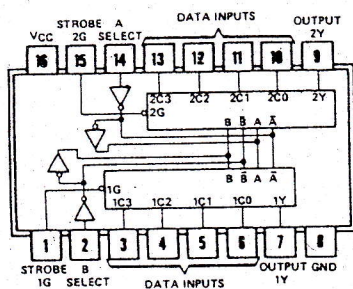 STROBE A DATA INPUTS OUTPUT
VCC 2G SELECT 2Y
16 15 14 13 12 11 10 9
2C3 2C2 2C1 2C0 2Y
2G
B B̅ A A̅
B B̅ A A̅
1G
1C3 1C2 1C1 1C0 1Y
1 2 3 4 5 6 7 8
STROBE B DATA INPUTS OUTPUT GND
1G SELECT 1Y